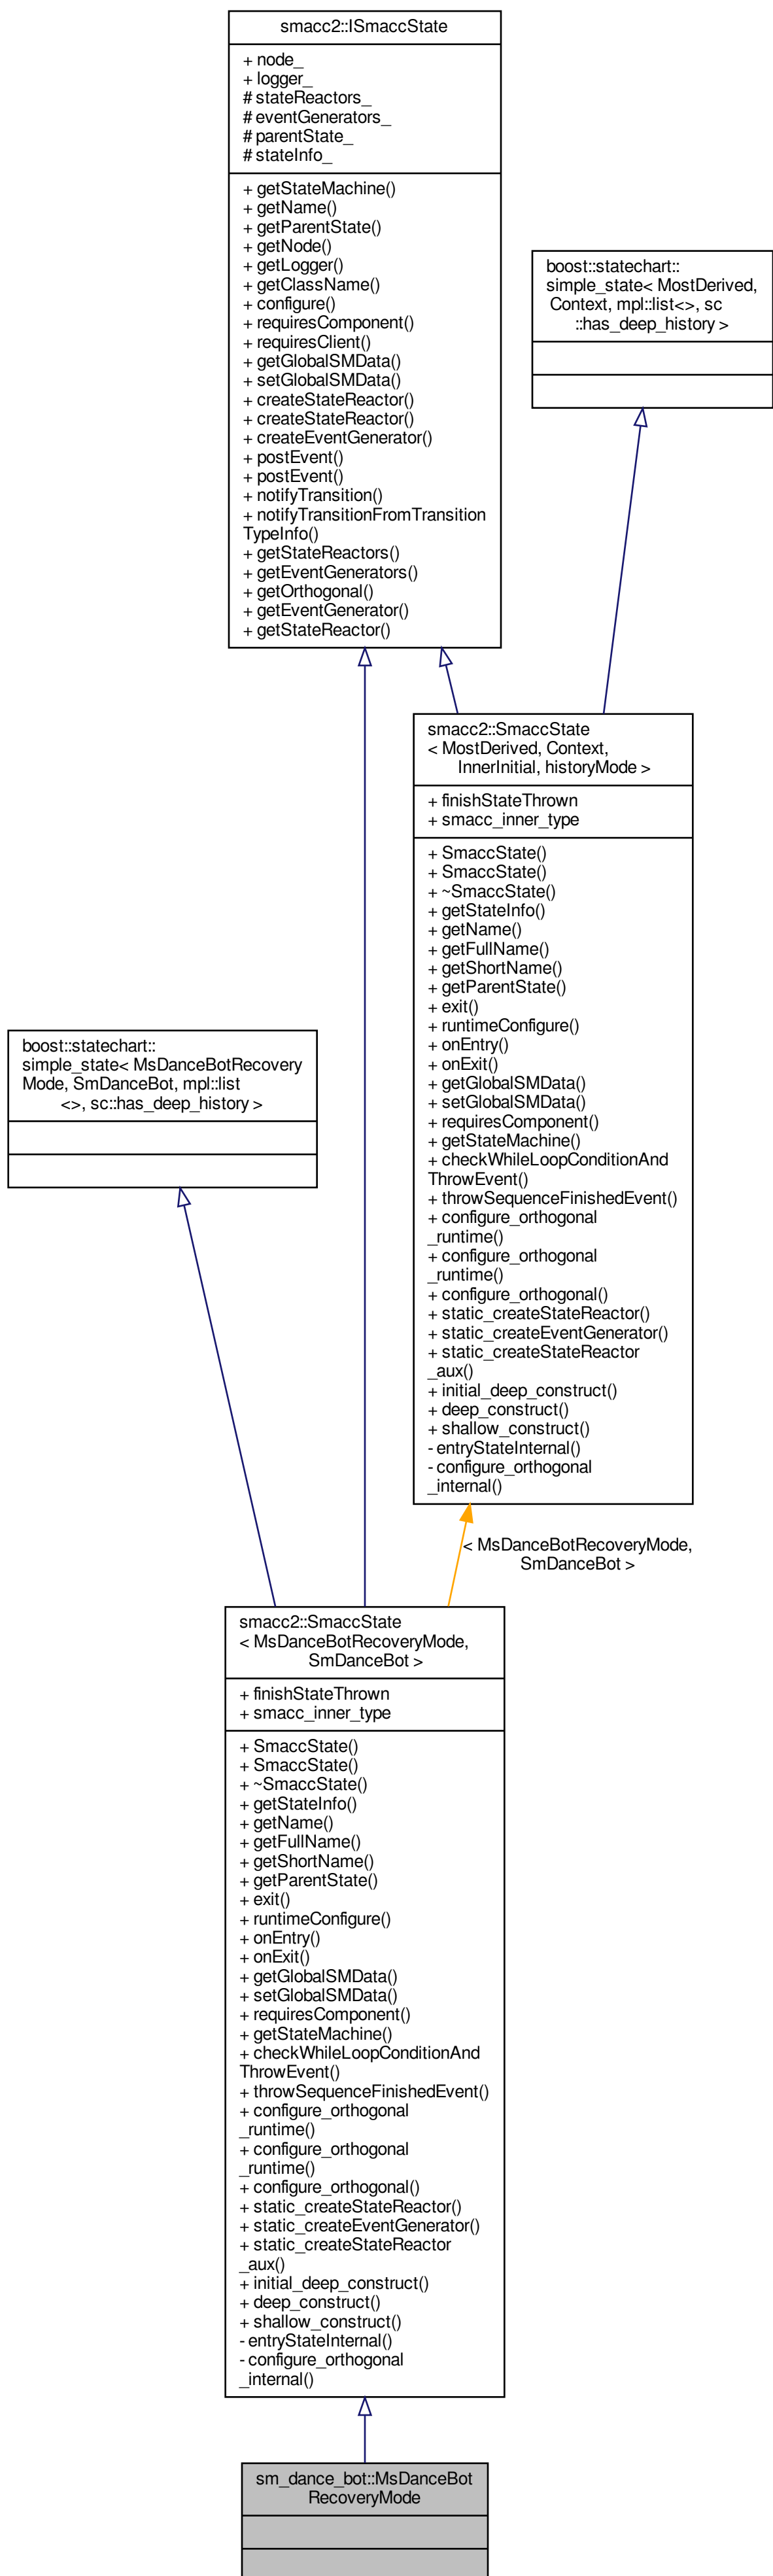 smacc2::ISmaccState
+ node_
+ logger_
# stateReactors_
# eventGenerators_
# parentState_
# stateInfo_
+ getStateMachine()
+ getName()
+ getParentState()
+ getNode()
+ getLogger()
+ getClassName()
+ configure()
+ requiresComponent()
+ requiresClient()
+ getGlobalSMData()
+ setGlobalSMData()
+ createStateReactor()
+ createStateReactor()
+ createEventGenerator()
+ postEvent()
+ postEvent()
+ notifyTransition()
+ notifyTransitionFromTransition
TypeInfo()
+ getStateReactors()
+ getEventGenerators()
+ getOrthogonal()
+ getEventGenerator()
+ getStateReactor()
boost::statechart::
simple_state< MostDerived,
Context, mpl::list<>, sc
::has_deep_history >
smacc2::SmaccState
< MostDerived, Context,
InnerInitial, historyMode >
+ finishStateThrown
+ smacc_inner_type
+ SmaccState()
+ SmaccState()
+ ~SmaccState()
+ getStateInfo()
+ getName()
+ getFullName()
+ getShortName()
+ getParentState()
+ exit()
+ runtimeConfigure()
+ onEntry()
+ onExit()
+ getGlobalSMData()
+ setGlobalSMData()
+ requiresComponent()
+ getStateMachine()
+ checkWhileLoopConditionAnd
ThrowEvent()
+ throwSequenceFinishedEvent()
+ configure_orthogonal
_runtime()
+ configure_orthogonal
_runtime()
+ configure_orthogonal()
+ static_createStateReactor()
+ static_createEventGenerator()
+ static_createStateReactor
_aux()
+ initial_deep_construct()
+ deep_construct()
+ shallow_construct()
- entryStateInternal()
- configure_orthogonal
_internal()
boost::statechart::
simple_state< MsDanceBotRecovery
Mode, SmDanceBot, mpl::list
<>, sc::has_deep_history >
< MsDanceBotRecoveryMode,
SmDanceBot >
smacc2::SmaccState
< MsDanceBotRecoveryMode,
SmDanceBot >
+ finishStateThrown
+ smacc_inner_type
+ SmaccState()
+ SmaccState()
+ ~SmaccState()
+ getStateInfo()
+ getName()
+ getFullName()
+ getShortName()
+ getParentState()
+ exit()
+ runtimeConfigure()
+ onEntry()
+ onExit()
+ getGlobalSMData()
+ setGlobalSMData()
+ requiresComponent()
+ getStateMachine()
+ checkWhileLoopConditionAnd
ThrowEvent()
+ throwSequenceFinishedEvent()
+ configure_orthogonal
_runtime()
+ configure_orthogonal
_runtime()
+ configure_orthogonal()
+ static_createStateReactor()
+ static_createEventGenerator()
+ static_createStateReactor
_aux()
+ initial_deep_construct()
+ deep_construct()
+ shallow_construct()
- entryStateInternal()
- configure_orthogonal
_internal()
sm_dance_bot::MsDanceBot
RecoveryMode